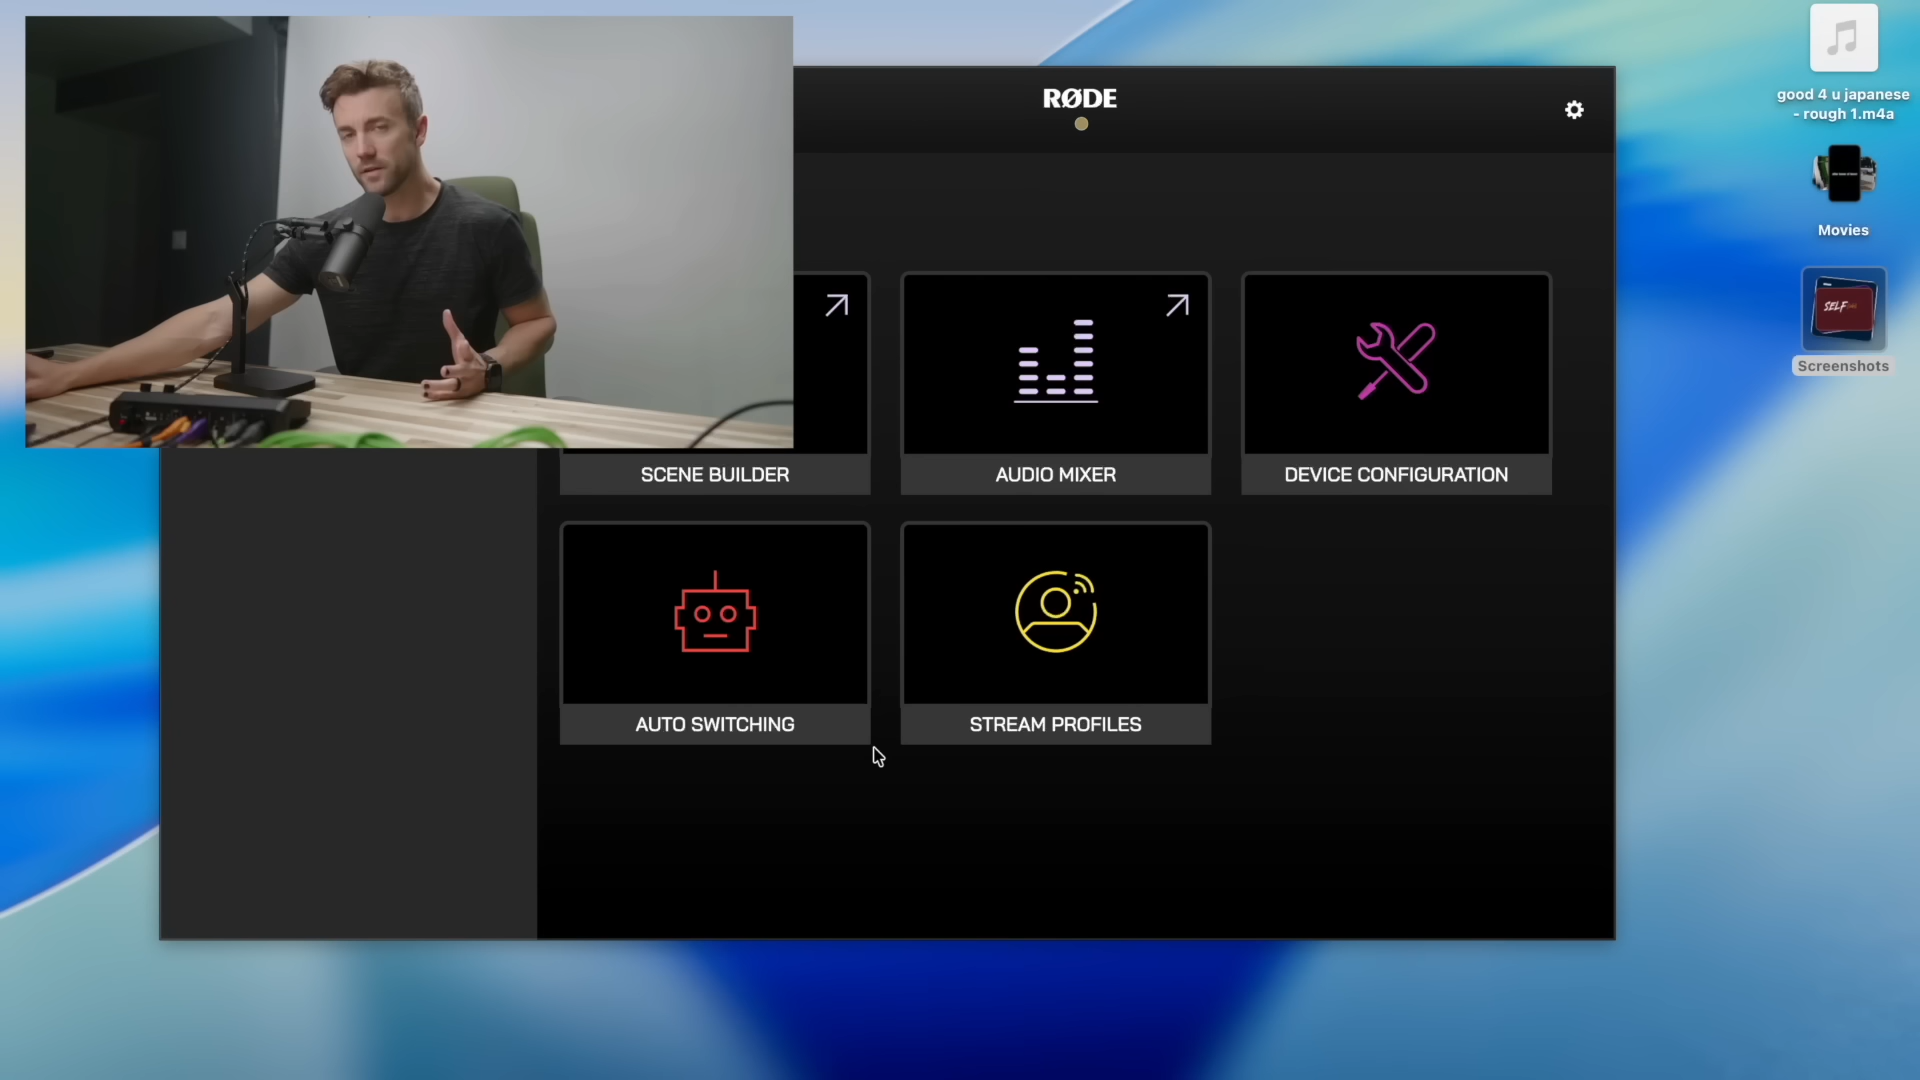 RØDE
good 4 u japanese
- rough 1.m4a
Movies
SELF
Screenshots
SCENE BUILDER
AUDIO MIXER
DEVICE CONFIGURATION
AUTO SWITCHING
STREAM PROFILES